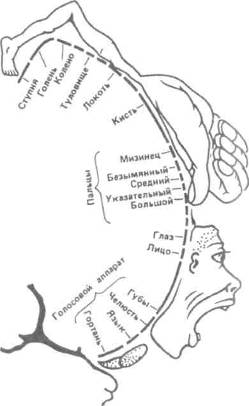 Ступня
Голень
Колено
Туловище
Локоть
Кисть
Пальцы
Мизинец
Безымянный
Средний
Указательный
Большой
Глаз
Лицо
Голосовой аппарат
Губы
Челюсть
Язык
Гортань